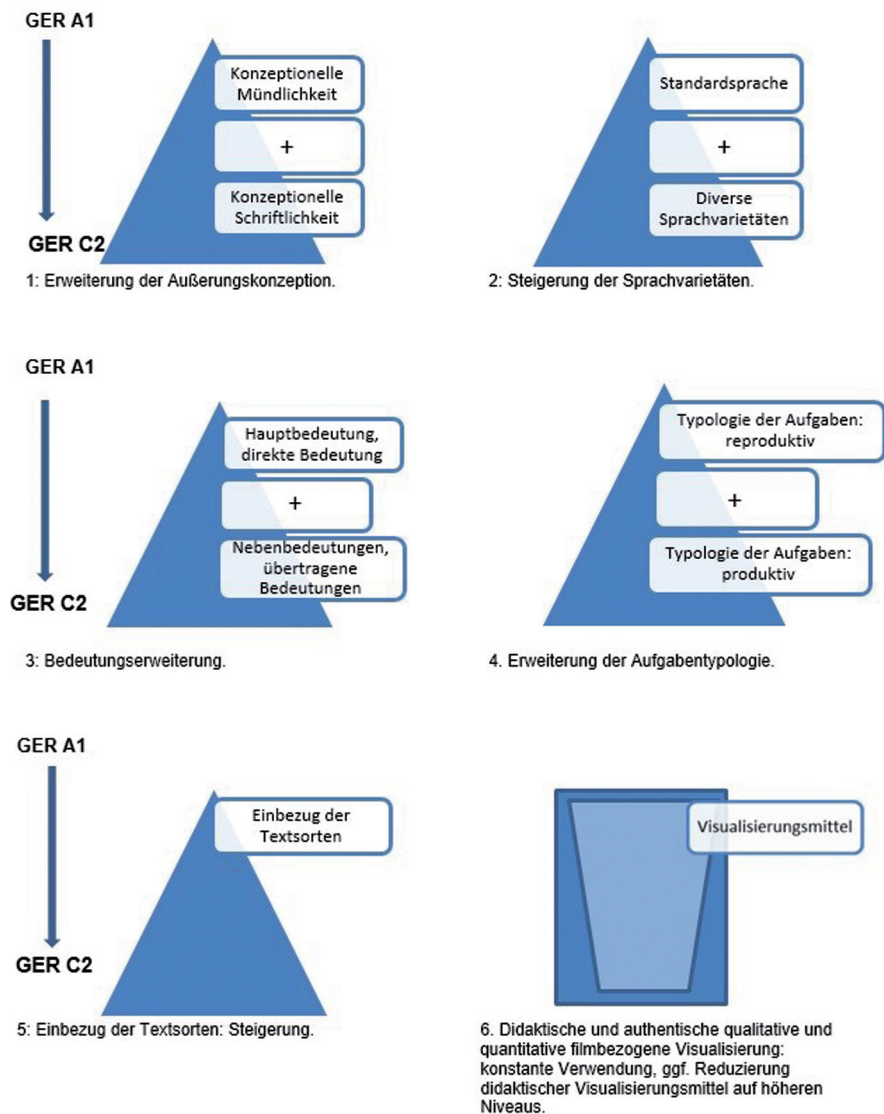 GER A1
Konzeptionelle
Mündlichkeit
+
Konzeptionelle
Schriftlichkeit
GER C2
1: Erweiterung der Äußerungskonzeption.
Standardsprache
+
Diverse
Sprachvarietäten
2: Steigerung der Sprachvarietäten.
GER A1
Hauptbedeutung,
direkte Bedeutung
+
Nebenbedeutungen,
übertragene
Bedeutungen
GER C2
3: Bedeutungserweiterung.
Typologie der Aufgaben:
reproduktiv
+
Typologie der Aufgaben:
produktiv
4. Erweiterung der Aufgabentypologie.
GER A1
Einbezug der
Textsorten
GER C2
5: Einbezug der Textsorten: Steigerung.
Visualisierungsmittel
6. Didaktische und authentische qualitative und
quantitative filmbezogene Visualisierung:
konstante Verwendung, ggf. Reduzierung
didaktischer Visualisierungsmittel auf höheren
Niveaus.